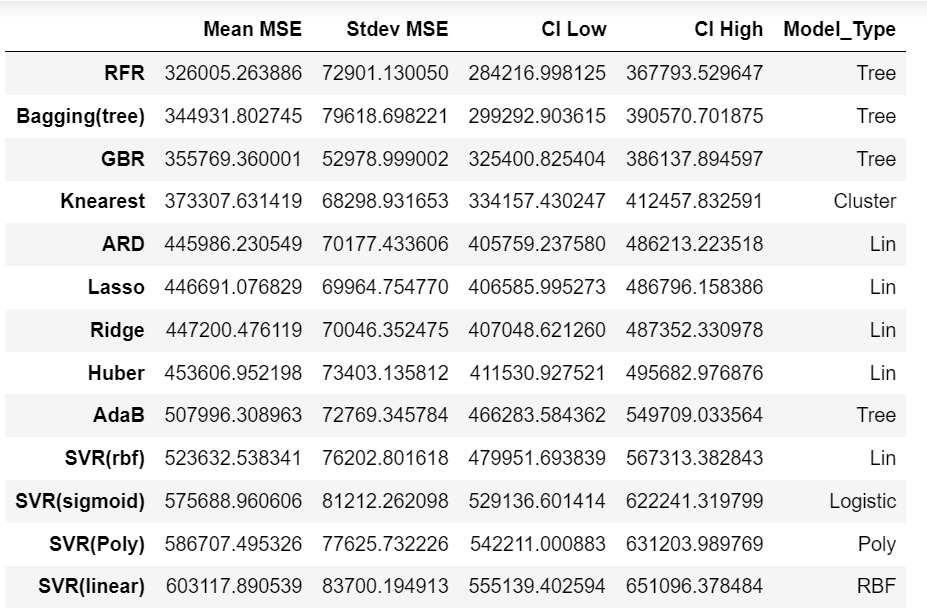 Mean MSE Stdev MSE CI Low CI High Model_Type
RFR 326005.263886 72901.130050 284216.998125 367793.529647 Tree
Bagging(tree) 344931.802745 79618.698221 299292.903615 390570.701875 Tree
GBR 355769.360001 52978.999002 325400.825404 386137.894597 Tree
Knearest 373307.631419 68298.931653 334157.430247 412457.832591 Cluster
ARD 445986.230549 70177.433606 405759.237580 486213.223518 Lin
Lasso 446691.076829 69964.754770 406585.995273 486796.158386 Lin
Ridge 447200.476119 70046.352475 407048.621260 487352.330978 Lin
Huber 453606.952198 73403.135812 411530.927521 495682.976876 Lin
AdaB 507996.308963 72769.345784 466283.584362 549709.033564 Tree
SVR(rbf) 523632.538341 76202.801618 479951.693839 567313.382843 Lin
SVR(sigmoid) 575688.960606 81212.262098 529136.601414 622241.319799 Logistic
SVR(Poly) 586707.495326 77625.732226 542211.000883 631203.989769 Poly
SVR(linear) 603117.890539 83700.194913 555139.402594 651096.378484 RBF